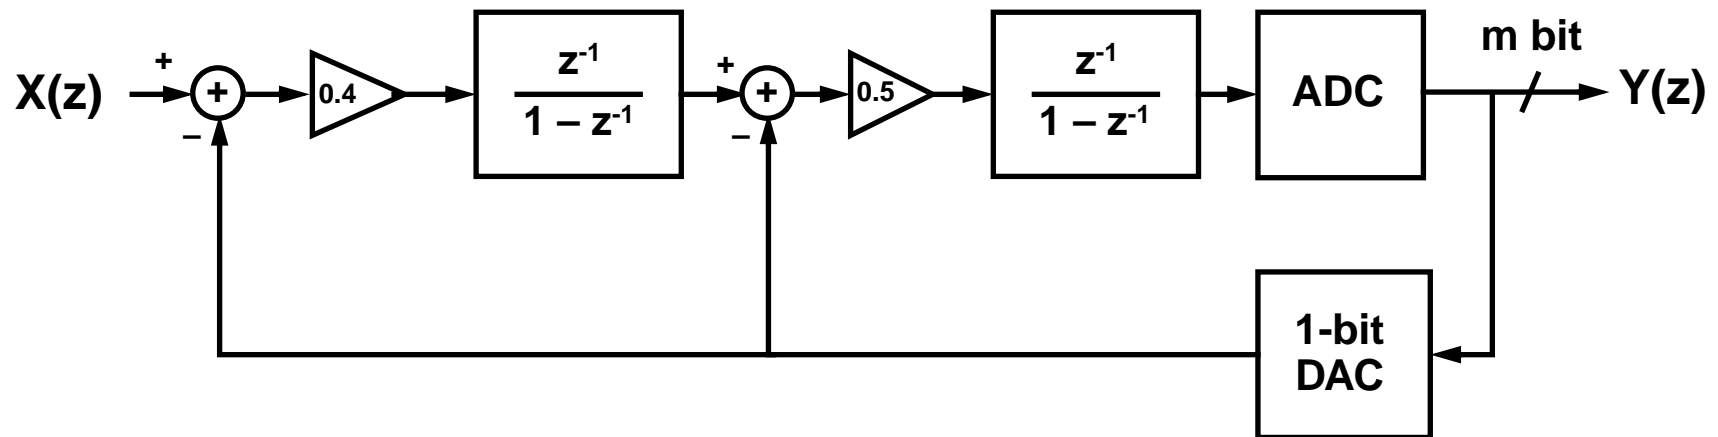 X(z)
+
+
–
0.4
z⁻¹
1 – z⁻¹
+
+
–
0.5
z⁻¹
1 – z⁻¹
ADC
m bit
Y(z)
1-bit
DAC